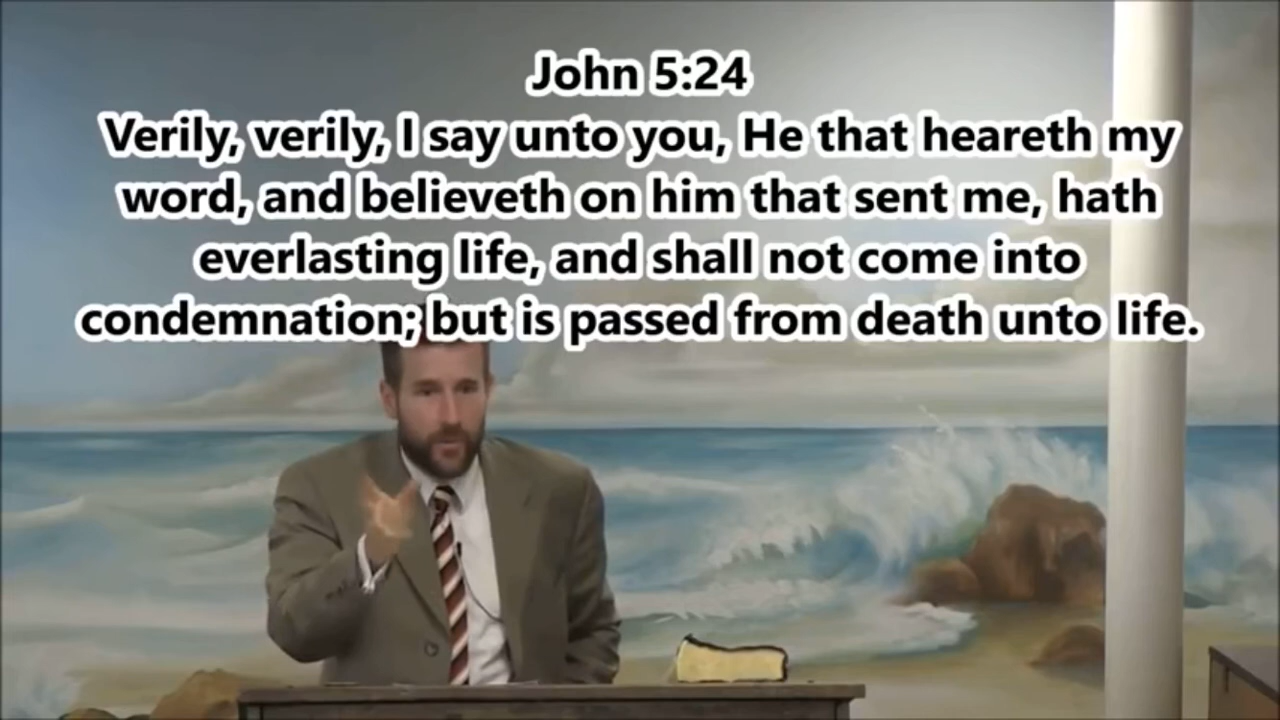 John 5:24
Verily, verily, I say unto you, He that heareth my
word, and believeth on him that sent me, hath
everlasting life, and shall not come into
condemnation; but is passed from death unto life.